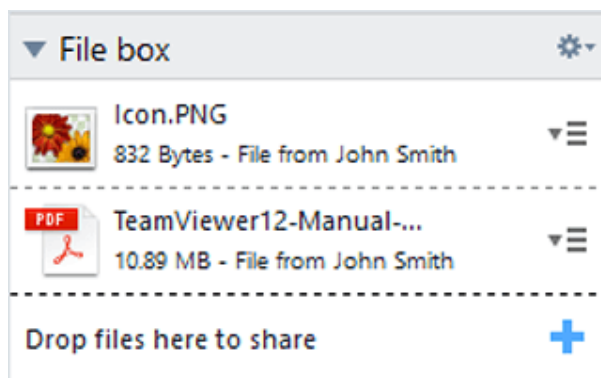 File box
Icon.PNG
832 Bytes - File from John Smith
PDF
TeamViewer12-Manual-...
10.89 MB - File from John Smith
Drop files here to share